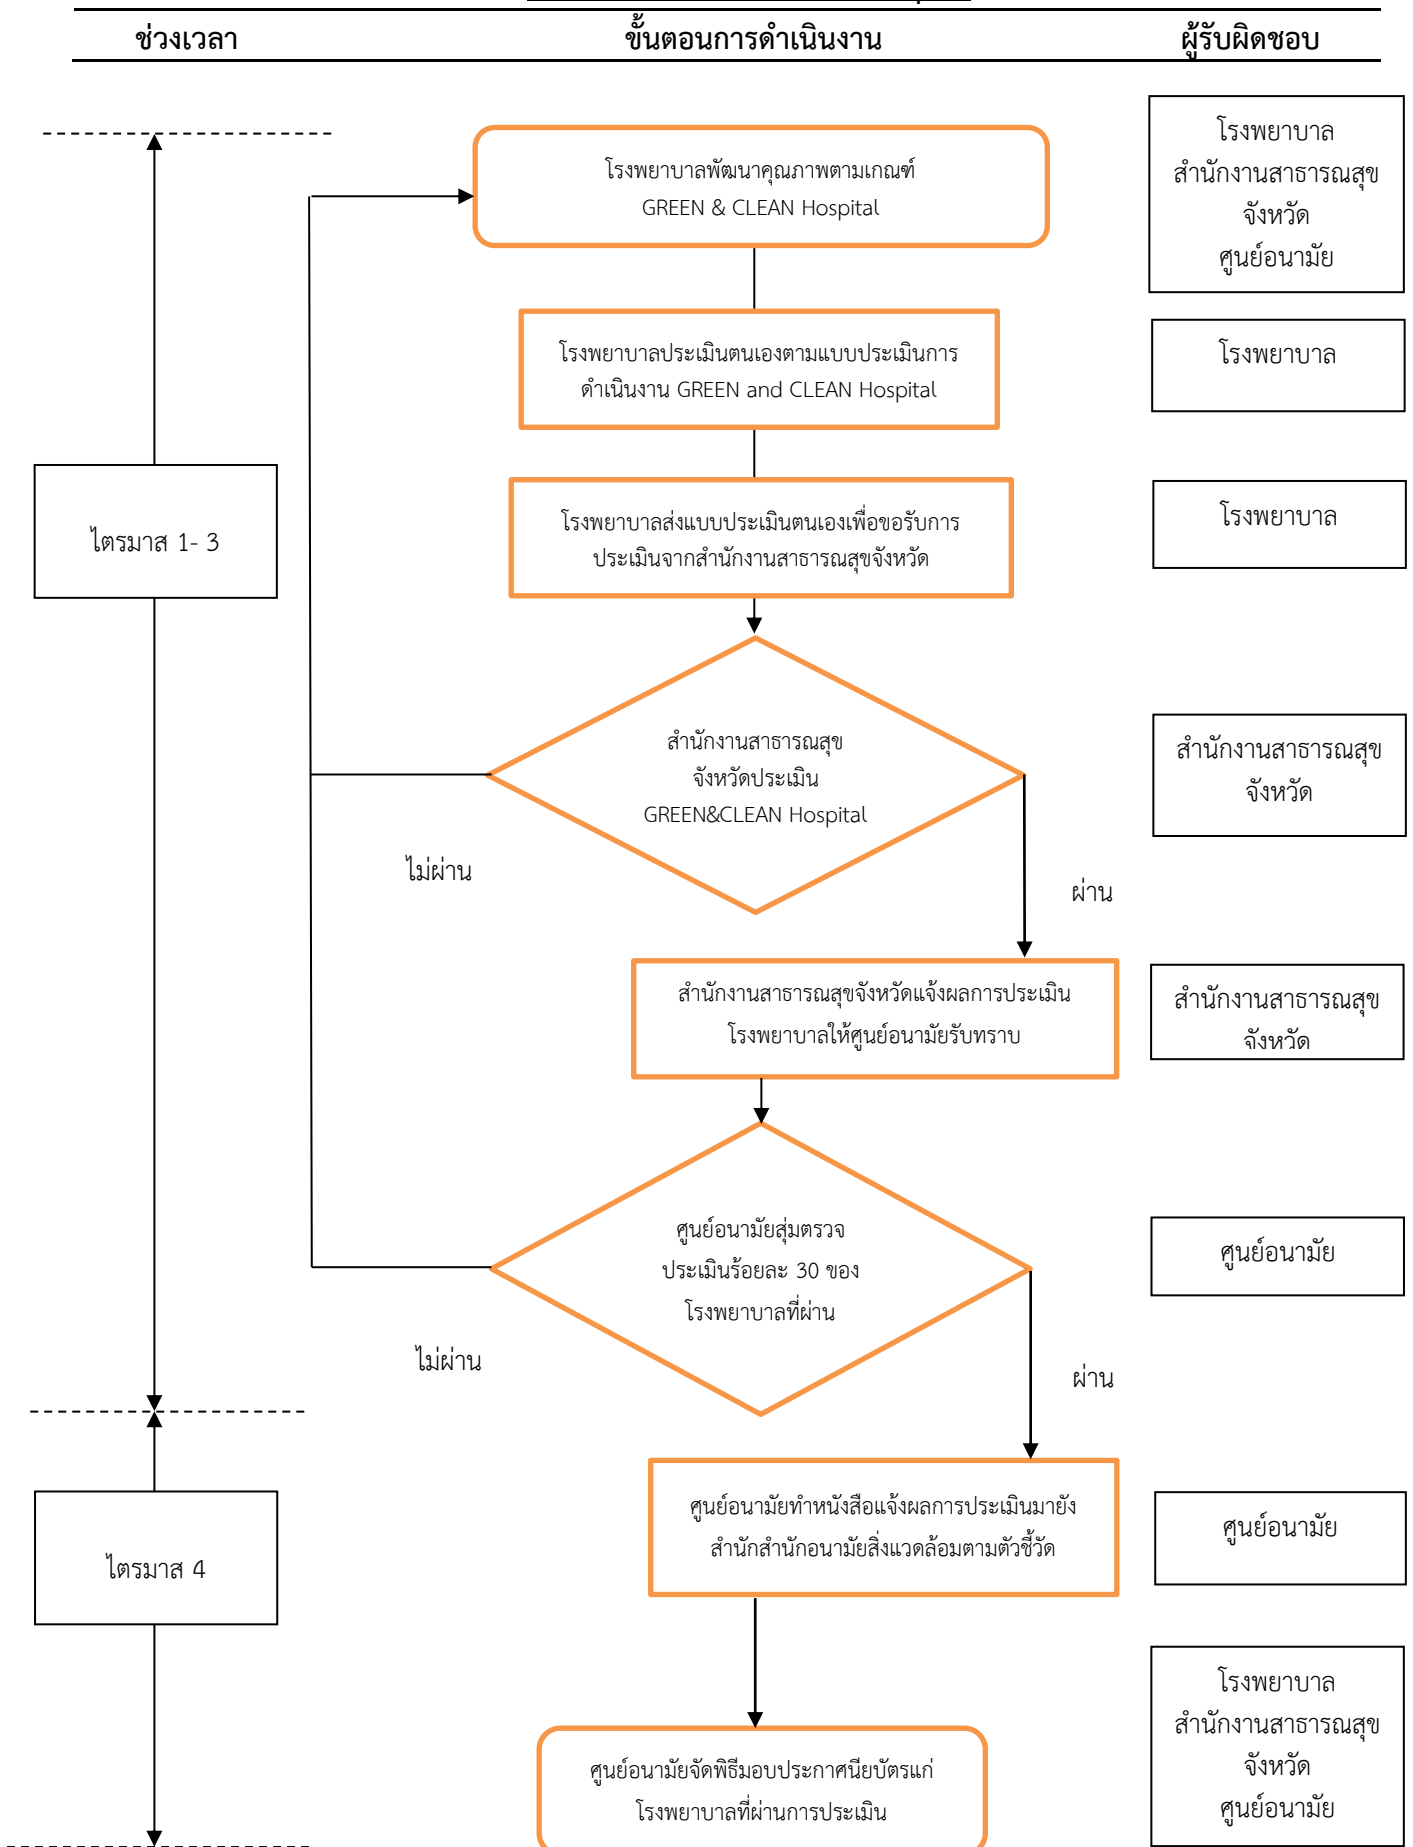 ช่วงเวลา ขั้นตอนการดำเนินงาน ผู้รับผิดชอบ
โรงพยาบาลพัฒนาคุณภาพตามเกณฑ์
GREEN & CLEAN Hospital
โรงพยาบาล
สำนักงานสาธารณสุข
จังหวัด
ศูนย์อนามัย
โรงพยาบาลประเมินตนเองตามแบบประเมินการ
ดำเนินงาน GREEN and CLEAN Hospital
โรงพยาบาล
ไตรมาส 1- 3
โรงพยาบาลส่งแบบประเมินตนเองเพื่อขอรับการ
ประเมินจากสำนักงานสาธารณสุขจังหวัด
โรงพยาบาล
สำนักงานสาธารณสุข
จังหวัดประเมิน
GREEN&CLEAN Hospital
สำนักงานสาธารณสุข
จังหวัด
ไม่ผ่าน
ผ่าน
สำนักงานสาธารณสุขจังหวัดแจ้งผลการประเมิน
โรงพยาบาลให้ศูนย์อนามัยรับทราบ
สำนักงานสาธารณสุข
จังหวัด
ศูนย์อนามัยสุ่มตรวจ
ประเมินร้อยละ 30 ของ
โรงพยาบาลที่ผ่าน
ศูนย์อนามัย
ไม่ผ่าน
ผ่าน
ไตรมาส 4
ศูนย์อนามัยทำหนังสือแจ้งผลการประเมินมายัง
สำนักสำนักอนามัยสิ่งแวดล้อมตามตัวชี้วัด
ศูนย์อนามัย
ศูนย์อนามัยจัดพิธีมอบประกาศนียบัตรแก่
โรงพยาบาลที่ผ่านการประเมิน
โรงพยาบาล
สำนักงานสาธารณสุข
จังหวัด
ศูนย์อนามัย